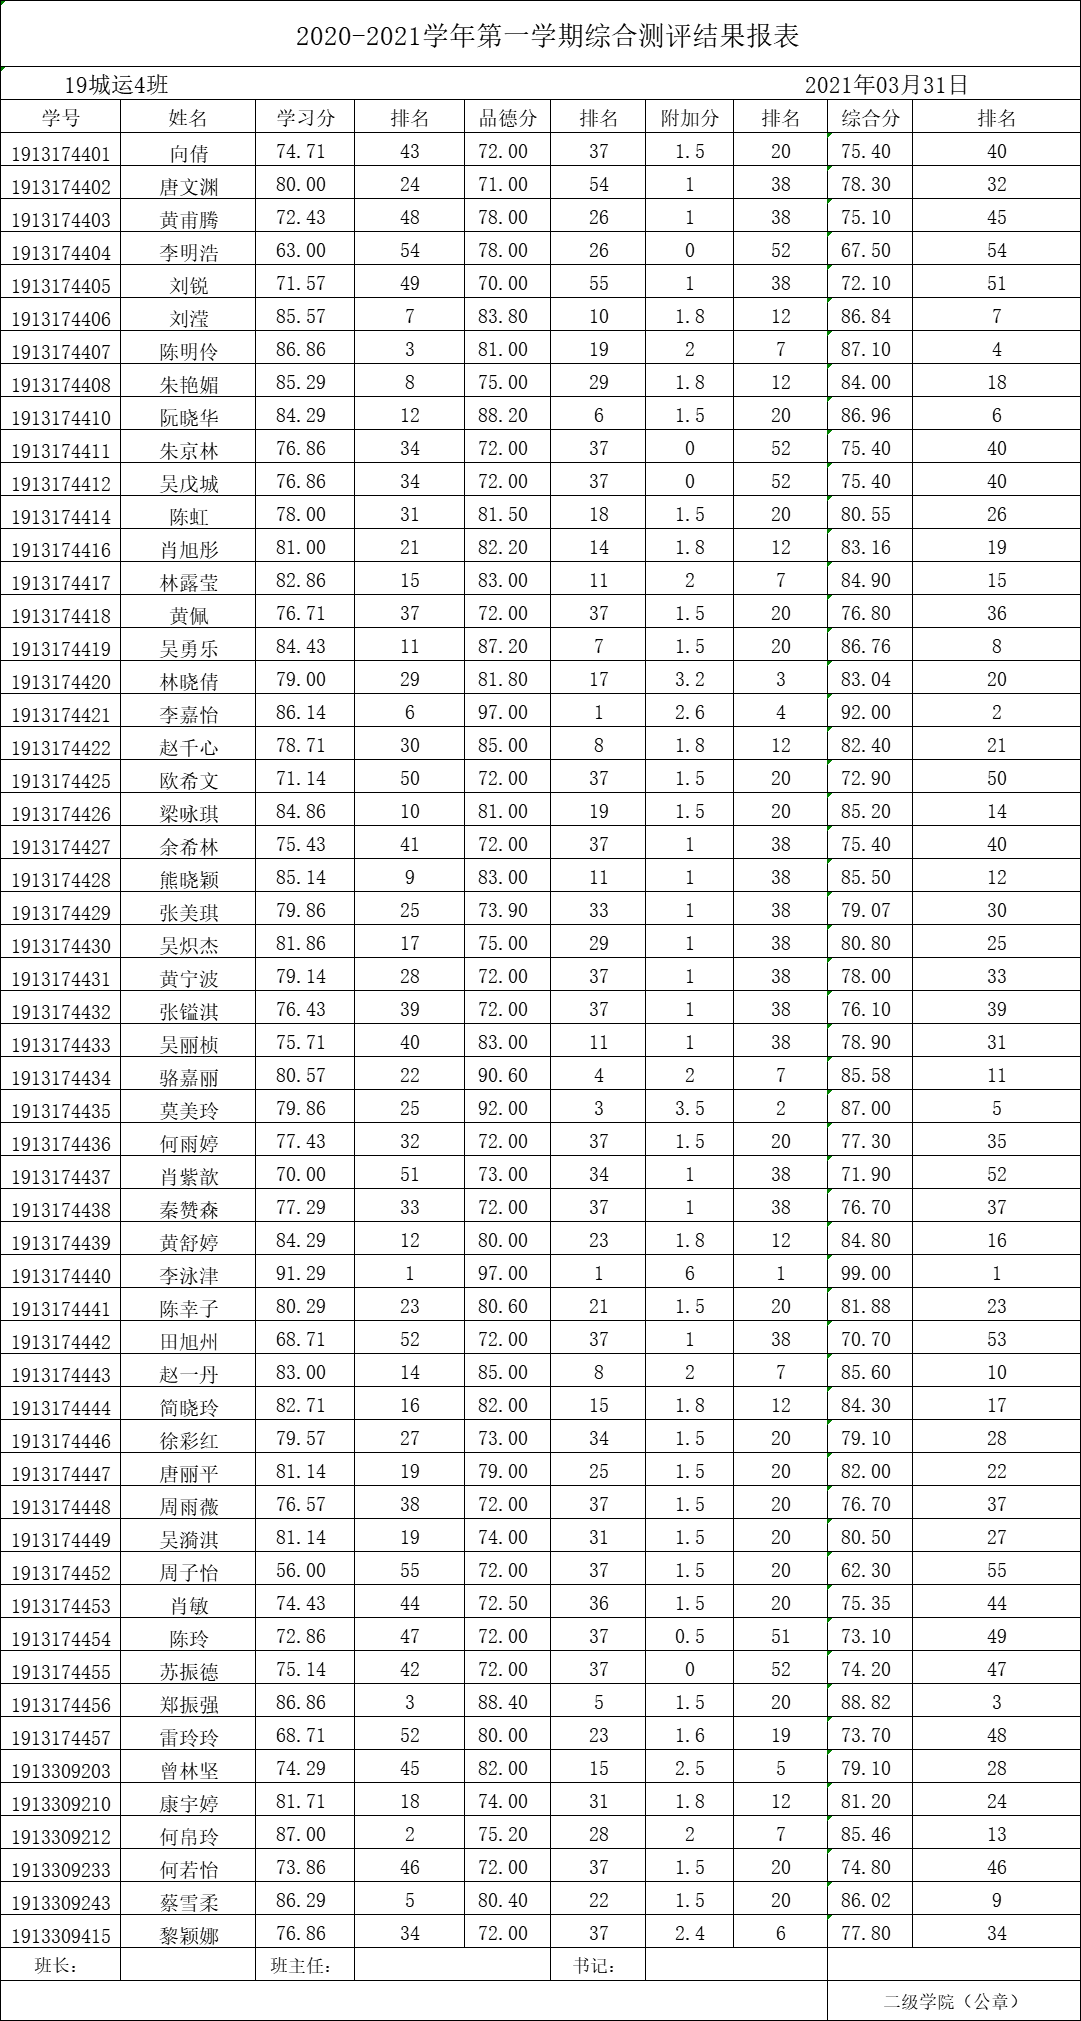 2020-2021学年第一学期综合测评结果报表
19城运4班 2021年03月31日
学号 姓名 学习分 排名 品德分 排名 附加分 排名 综合分 排名
1913174401 向倩 74.71 43 72.00 37 1.5 20 75.40 40
1913174402 唐文渊 80.00 24 71.00 54 1 38 78.30 32
1913174403 黄甫腾 72.43 48 78.00 26 1 38 75.10 45
1913174404 李明浩 63.00 54 78.00 26 0 52 67.50 54
1913174405 刘锐 71.57 49 70.00 55 1 38 72.10 51
1913174406 刘滢 85.57 7 83.80 10 1.8 12 86.84 7
1913174407 陈明伶 86.86 3 81.00 19 2 7 87.10 4
1913174408 朱艳媚 85.29 8 75.00 29 1.8 12 84.00 18
1913174410 阮晓华 84.29 12 88.20 6 1.5 20 86.96 6
1913174411 朱京林 76.86 34 72.00 37 0 52 75.40 40
1913174412 吴戊城 76.86 34 72.00 37 0 52 75.40 40
1913174414 陈虹 78.00 31 81.50 18 1.5 20 80.55 26
1913174416 肖旭彤 81.00 21 82.20 14 1.8 12 83.16 19
1913174417 林露莹 82.86 15 83.00 11 2 7 84.90 15
1913174418 黄佩 76.71 37 72.00 37 1.5 20 76.80 36
1913174419 吴勇乐 84.43 11 87.20 7 1.5 20 86.76 8
1913174420 林晓倩 79.00 29 81.80 17 3.2 3 83.04 20
1913174421 李嘉怡 86.14 6 97.00 1 2.6 4 92.00 2
1913174422 赵千心 78.71 30 85.00 8 1.8 12 82.40 21
1913174425 欧希文 71.14 50 72.00 37 1.5 20 72.90 50
1913174426 梁咏琪 84.86 10 81.00 19 1.5 20 85.20 14
1913174427 余希林 75.43 41 72.00 37 1 38 75.40 40
1913174428 熊晓颖 85.14 9 83.00 11 1 38 85.50 12
1913174429 张美琪 79.86 25 73.90 33 1 38 79.07 30
1913174430 吴炽杰 81.86 17 75.00 29 1 38 80.80 25
1913174431 黄宁波 79.14 28 72.00 37 1 38 78.00 33
1913174432 张镒淇 76.43 39 72.00 37 1 38 76.10 39
1913174433 吴丽桢 75.71 40 83.00 11 1 38 78.90 31
1913174434 骆嘉丽 80.57 22 90.60 4 2 7 85.58 11
1913174435 莫美玲 79.86 25 92.00 3 3.5 2 87.00 5
1913174436 何雨婷 77.43 32 72.00 37 1.5 20 77.30 35
1913174437 肖紫歆 70.00 51 73.00 34 1 38 71.90 52
1913174438 秦赞森 77.29 33 72.00 37 1 38 76.70 37
1913174439 黄舒婷 84.29 12 80.00 23 1.8 12 84.80 16
1913174440 李泳津 91.29 1 97.00 1 6 1 99.00 1
1913174441 陈幸子 80.29 23 80.60 21 1.5 20 81.88 23
1913174442 田旭州 68.71 52 72.00 37 1 38 70.70 53
1913174443 赵一丹 83.00 14 85.00 8 2 7 85.60 10
1913174444 简晓玲 82.71 16 82.00 15 1.8 12 84.30 17
1913174446 徐彩红 79.57 27 73.00 34 1.5 20 79.10 28
1913174447 唐丽平 81.14 19 79.00 25 1.5 20 82.00 22
1913174448 周雨薇 76.57 38 72.00 37 1.5 20 76.70 37
1913174449 吴漪淇 81.14 19 74.00 31 1.5 20 80.50 27
1913174452 周子怡 56.00 55 72.00 37 1.5 20 62.30 55
1913174453 肖敏 74.43 44 72.50 36 1.5 20 75.35 44
1913174454 陈玲 72.86 47 72.00 37 0.5 51 73.10 49
1913174455 苏振德 75.14 42 72.00 37 0 52 74.20 47
1913174456 郑振强 86.86 3 88.40 5 1.5 20 88.82 3
1913174457 雷玲玲 68.71 52 80.00 23 1.6 19 73.70 48
1913309203 曾林坚 74.29 45 82.00 15 2.5 5 79.10 28
1913309210 康宇婷 81.71 18 74.00 31 1.8 12 81.20 24
1913309212 何帛玲 87.00 2 75.20 28 2 7 85.46 13
1913309233 何若怡 73.86 46 72.00 37 1.5 20 74.80 46
1913309243 蔡雪柔 86.29 5 80.40 22 1.5 20 86.02 9
1913309415 黎颖娜 76.86 34 72.00 37 2.4 6 77.80 34
班长： 班主任： 书记：
二级学院（公章）